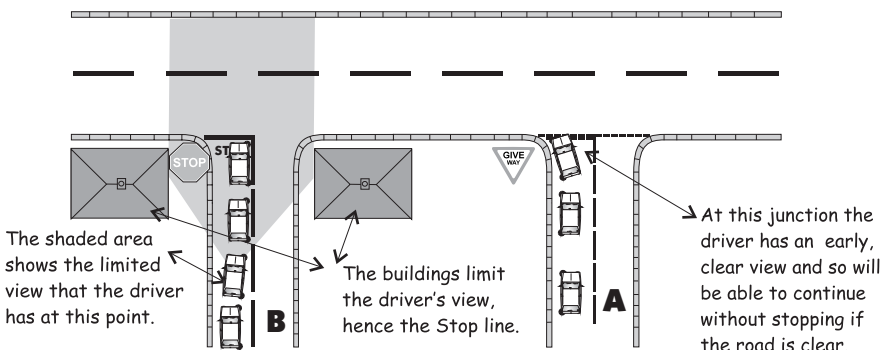 STOP
ST
GIVE
WAY
The shaded area
shows the limited
view that the driver
has at this point.
B
The buildings limit
the driver's view,
hence the Stop line.
A
At this junction the
driver has an early,
clear view and so will
be able to continue
without stopping if
the road is clear